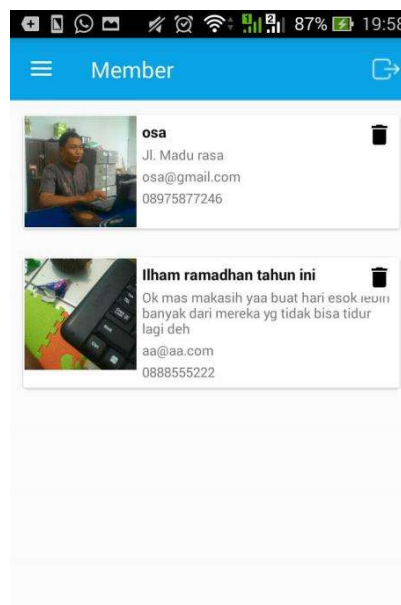 87% 19:58
Member
osa
Jl. Madu rasa
osa@gmail.com
08975877246
Ilham ramadhan tahun ini
Ok mas makasih yaa buat hari esok lebih
banyak dari mereka yg tidak bisa tidur
lagi deh
aa@aa.com
0888555222